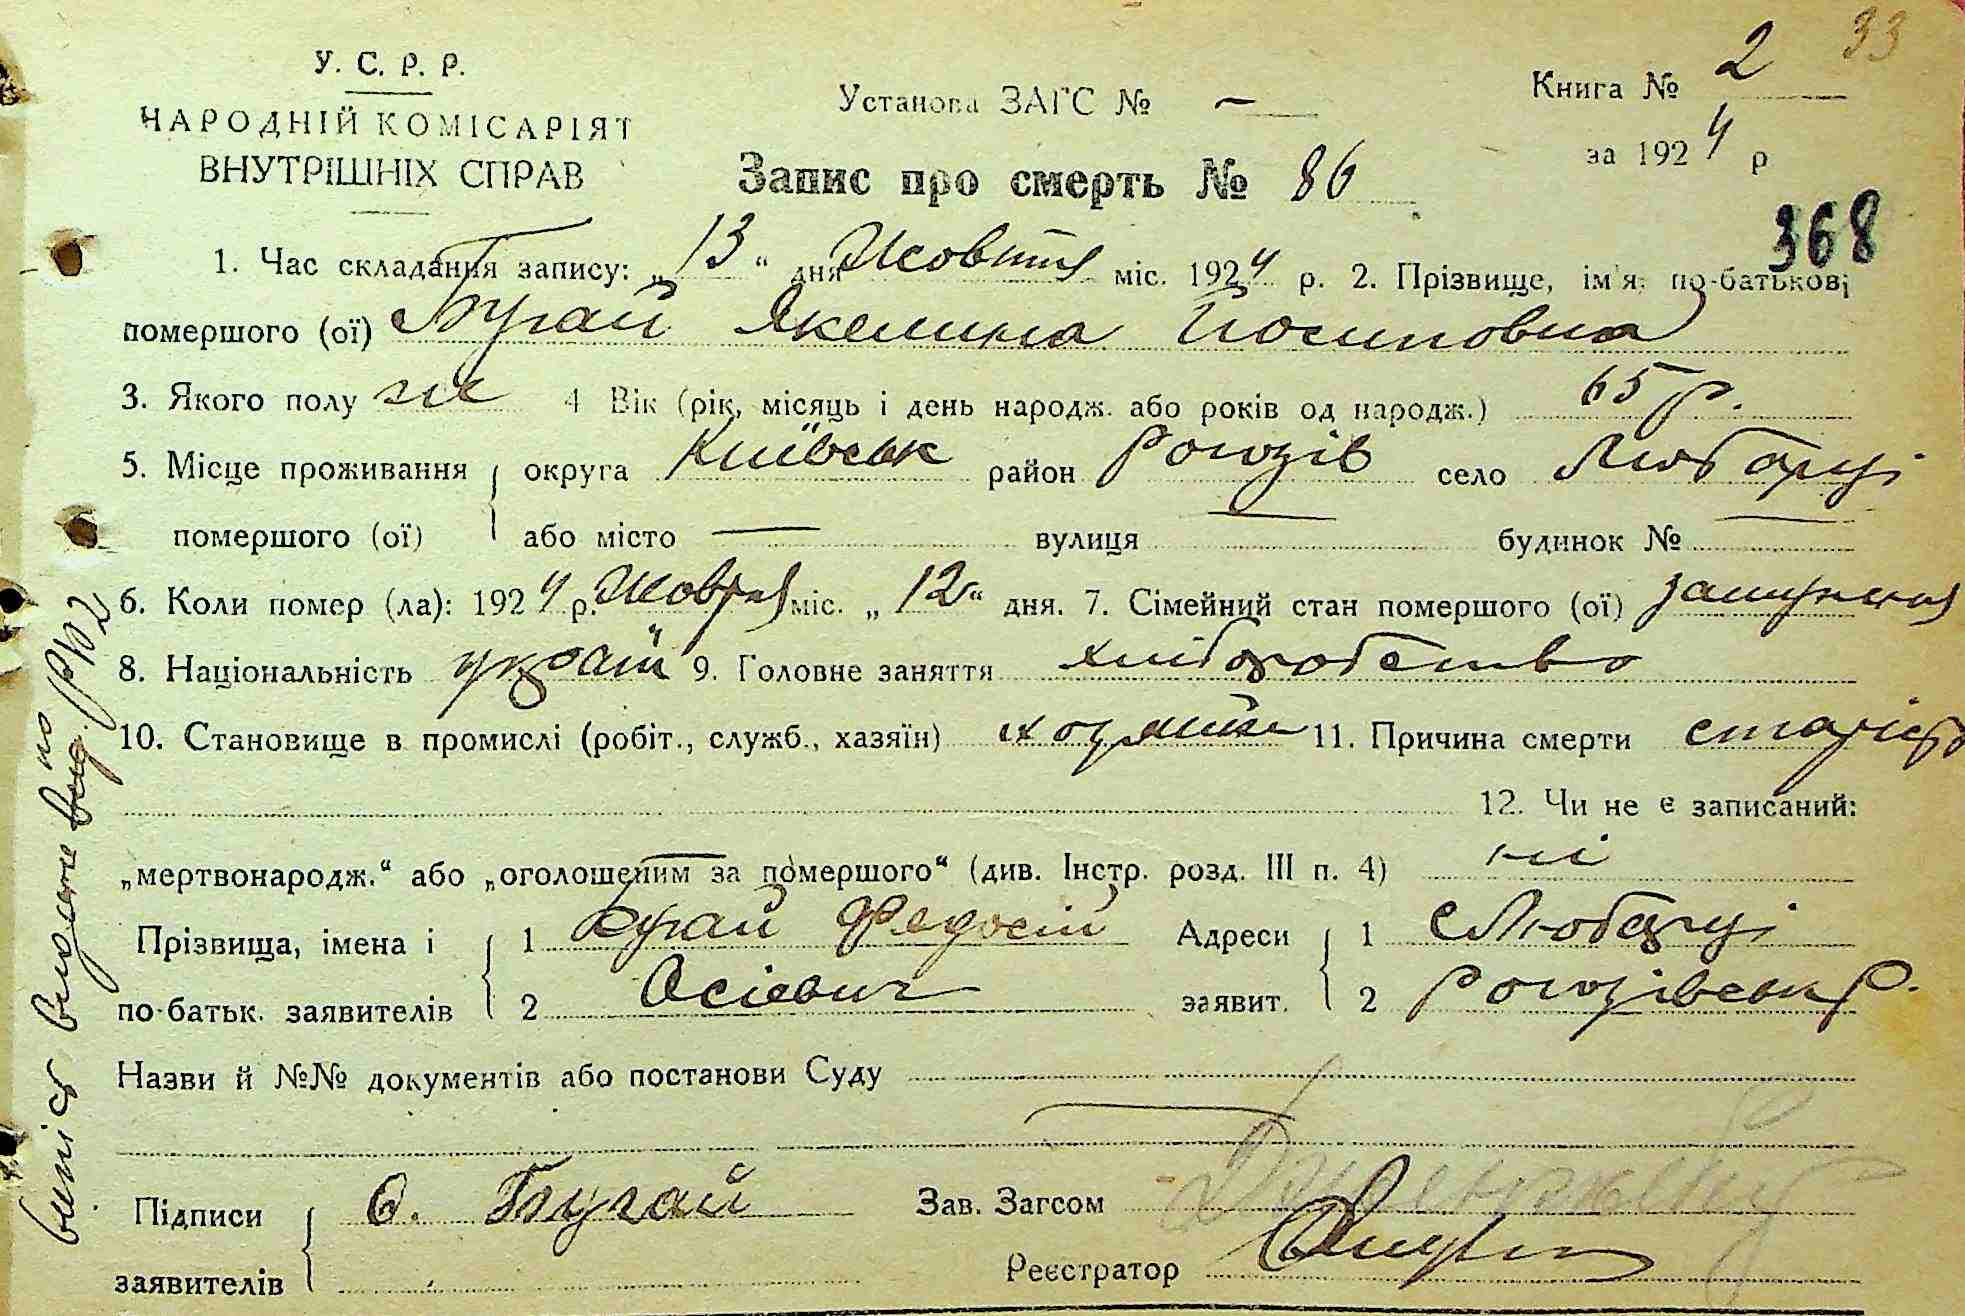 33
У. С. Р. Р.
НАРОДНІЙ КОМІСАРІЯТ
ВНУТРІШНІХ СПРАВ
Установа ЗАГС № —
Книга № 2
за 1924 р
Запис про смерть № 86
368
1. Час складання запису: „13“ дня Жовтня міс. 1924 р. 2. Прізвище, ім'я, по-батькові
помершого (ої) Бугай Якелина Йосиповна
3. Якого полу ж 4 Вік (рік, місяць і день народж. або років од народж.) 65 р.
5. Місце проживання округа Київськ район Рогозів село Любарці
помершого (ої) або місто — вулиця — будинок № —
6. Коли помер (ла): 1924 р. Жовтня міс. „12“ дня. 7. Сімейний стан помершого (ої) замужня
8. Національність україн 9. Головне заняття хліборобство
10. Становище в промислі (робіт., служб., хазяїн) 11. Причина смерти старість
12. Чи не є записаний:
„мертвонародж.“ або „оголошеним за помершого“ (див. Інстр. розд. III п. 4) ні
Прізвища, імена і 1 Бугай Федосій Адреси 1 с Любарці
по-батьк. заявителів 2 Осієвич заявит. 2 Рогозівськ р.
Назви й №№ документів або постанови Суду
Підписи Ф. Бугай Зав. Загсом
заявителів Реєстратор